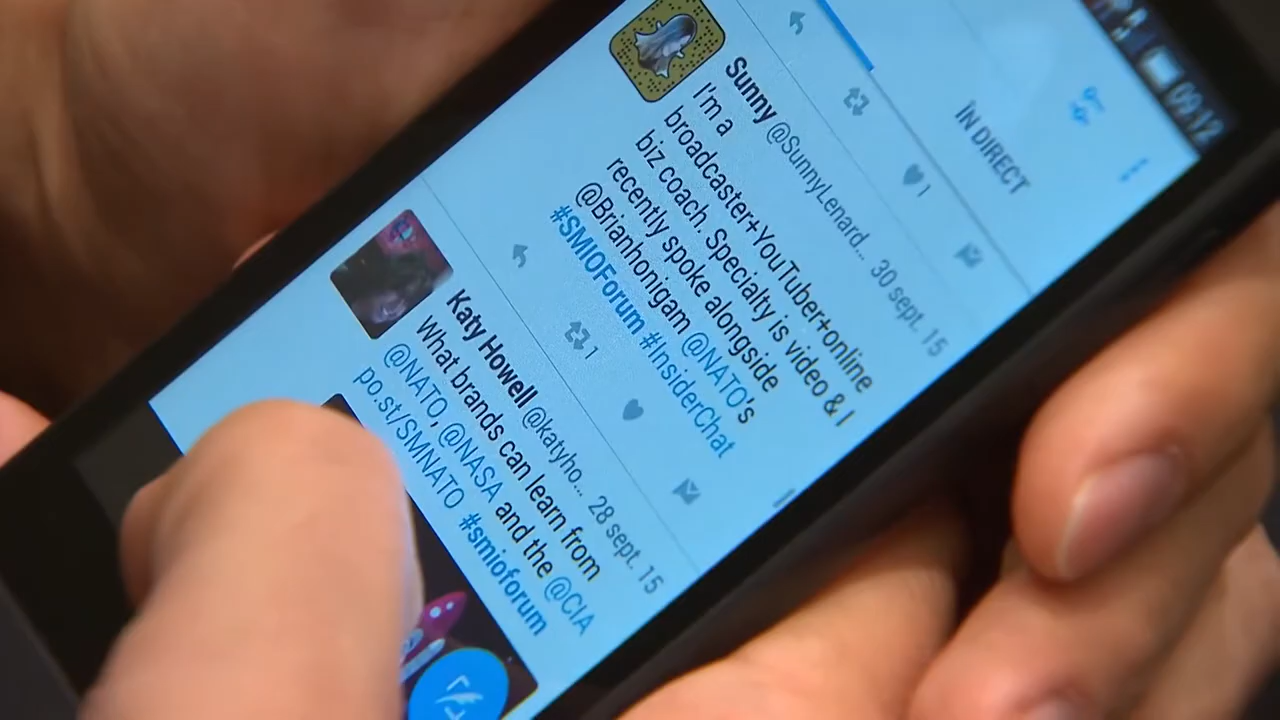 09:12
ÎN DIRECT
1
Sunny @SunnyLenard... 30 sept. 15
I'm a
broadcaster+YouTuber+online
biz coach. Specialty is video & I
recently spoke alongside
@Brianhonigam @NATO's
#SMIOForum #InsiderChat
1
Katy Howell @katyho... 28 sept. 15
What brands can learn from
@NATO, @NASA and the @CIA
po.st/SMNATO #smioforum